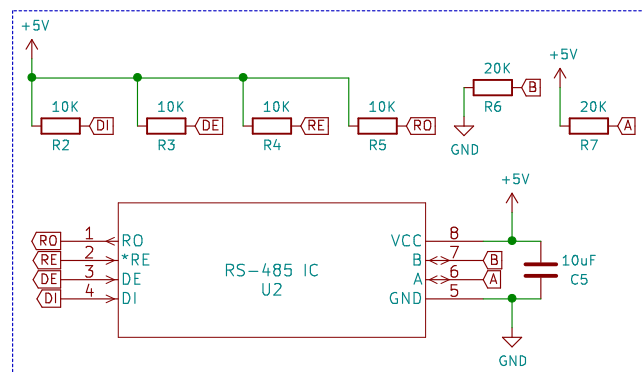 +5V
+5V
10K
DI
R2
10K
DE
R3
10K
RE
R4
10K
RO
R5
20K
B
R6
GND
20K
A
R7
+5V
RO 1 RO
RE 2 *RE
DE 3 DE
DI 4 DI
RS-485 IC
U2
VCC 8
B 7 B
A 6 A
GND 5
10uF
C5
GND